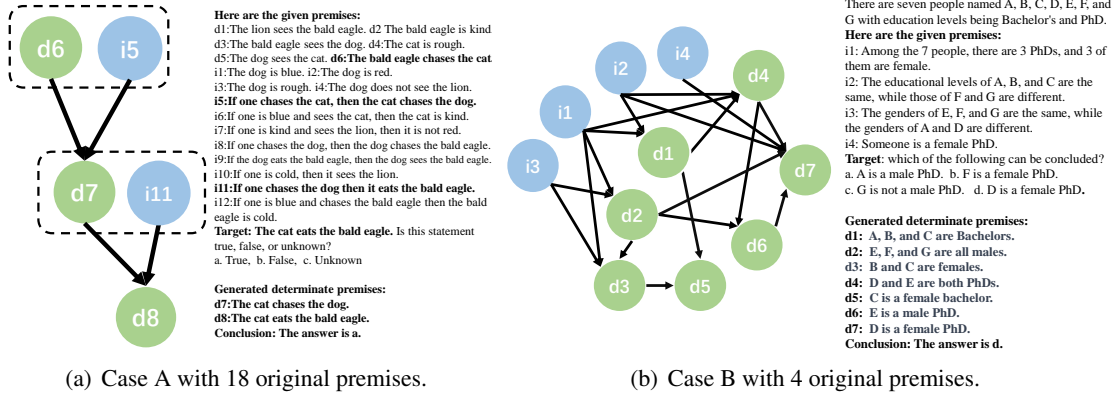 d6
i5
d7
i11
d8
Here are the given premises:
d1:The lion sees the bald eagle. d2 The bald eagle is kind
d3:The bald eagle sees the dog. d4:The cat is rough.
d5:The dog sees the cat. d6:The bald eagle chases the cat
i1:The dog is blue. i2:The dog is red.
i3:The dog is rough. i4:The dog does not see the lion.
i5:If one chases the cat, then the cat chases the dog.
i6:If one is blue and sees the cat, then the cat is kind.
i7:If one is kind and sees the lion, then it is not red.
i8:If one chases the dog, then the dog chases the bald eagle.
i9:If the dog eats the bald eagle, then the dog sees the bald eagle.
i10:If one is cold, then it sees the lion.
i11:If one chases the dog then it eats the bald eagle.
i12:If one is blue and chases the bald eagle then the bald
eagle is cold.
Target: The cat eats the bald eagle. Is this statement
true, false, or unknown?
a. True, b. False, c. Unknown
Generated determinate premises:
d7:The cat chases the dog.
d8:The cat eats the bald eagle.
Conclusion: The answer is a.
(a) Case A with 18 original premises.
i4
i2
d4
i1
d1
i3
d7
d2
d6
d3
d5
There are seven people named A, B, C, D, E, F, and
G with education levels being Bachelor's and PhD.
Here are the given premises:
i1: Among the 7 people, there are 3 PhDs, and 3 of
them are female.
i2: The educational levels of A, B, and C are the
same, while those of F and G are different.
i3: The genders of E, F, and G are the same, while
the genders of A and D are different.
i4: Someone is a female PhD.
Target: which of the following can be concluded?
a. A is a male PhD. b. F is a female PhD.
c. G is not a male PhD. d. D is a female PhD.
Generated determinate premises:
d1: A, B, and C are Bachelors.
d2: E, F, and G are all males.
d3: B and C are females.
d4: D and E are both PhDs.
d5: C is a female bachelor.
d6: E is a male PhD.
d7: D is a female PhD.
Conclusion: The answer is d.
(b) Case B with 4 original premises.